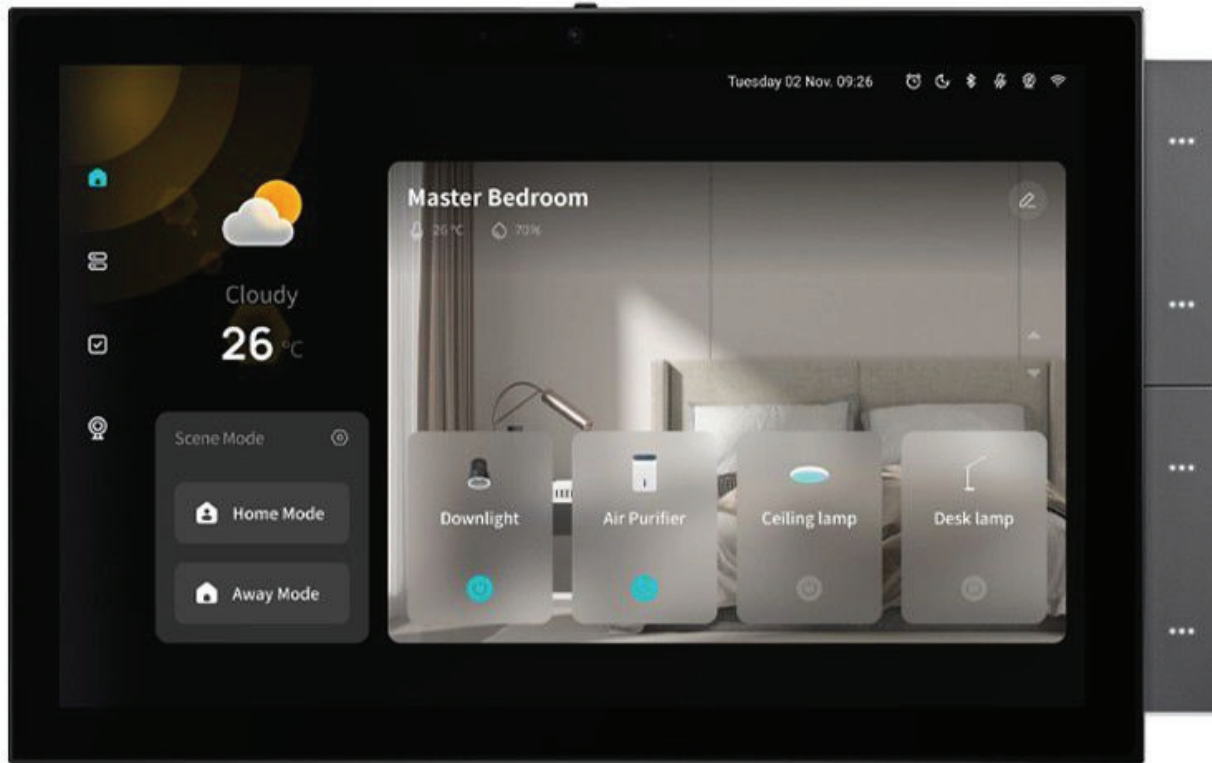 Tuesday 02 Nov. 09:26
Master Bedroom
26 °C 70%
Cloudy
26 °C
Scene Mode
Home Mode
Away Mode
Downlight
Air Purifier
Ceiling lamp
Desk lamp